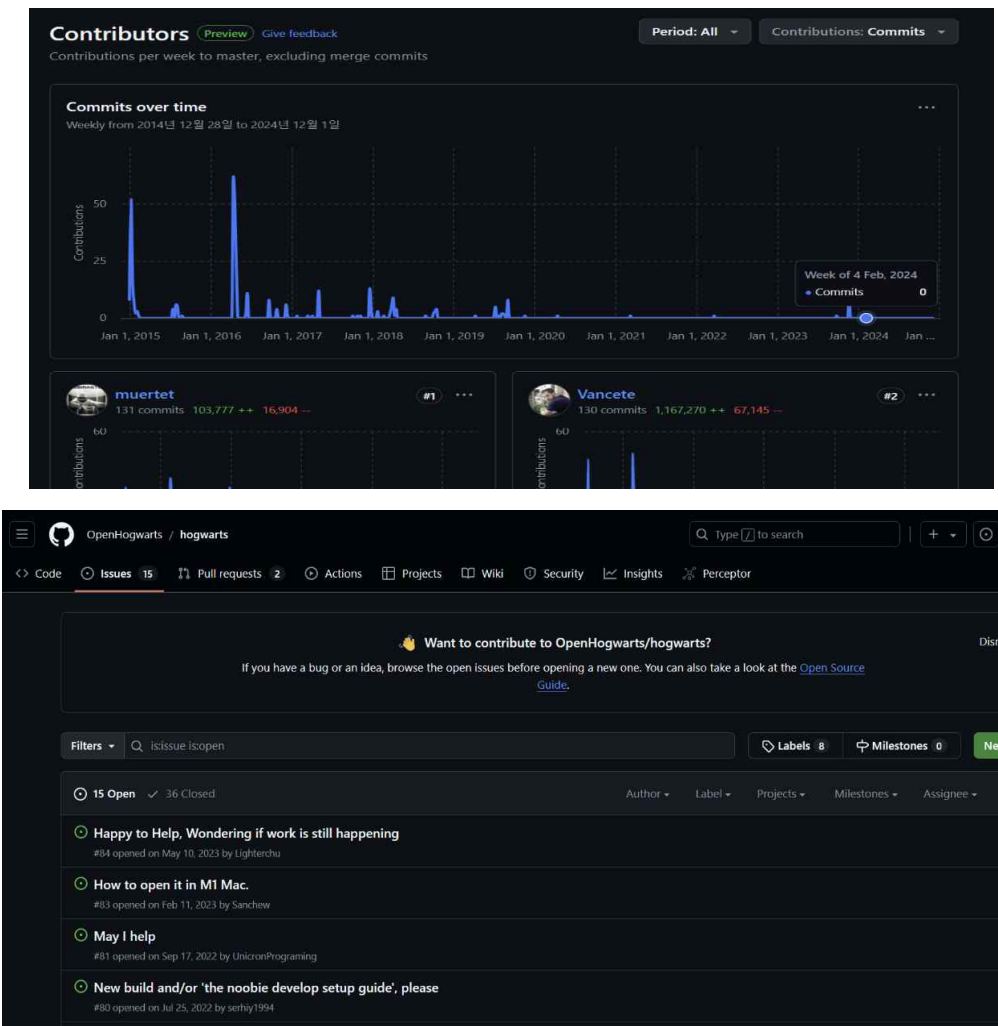 Contributors Preview Give feedback
Period: All
Contributions: Commits
Contributions per week to master, excluding merge commits
Commits over time
Weekly from 2014년 12월 28일 to 2024년 12월 1일
Contributions
50
25
0
Week of 4 Feb, 2024
Commits 0
Jan 1, 2015 Jan 1, 2016 Jan 1, 2017 Jan 1, 2018 Jan 1, 2019 Jan 1, 2020 Jan 1, 2021 Jan 1, 2022 Jan 1, 2023 Jan 1, 2024 Jan ...
muertet #1
131 commits 103,777 ++ 16,904 --
60
ontributions
Vancete #2
130 commits 1,167,270 ++ 67,145 --
60
ontributions
OpenHogwarts / hogwarts
Type / to search
Code Issues 15 Pull requests 2 Actions Projects Wiki Security Insights Perceptor
Want to contribute to OpenHogwarts/hogwarts?
Disr
If you have a bug or an idea, browse the open issues before opening a new one. You can also take a look at the Open Source
Guide.
Filters is:issue is:open Labels 8 Milestones 0 Ne
15 Open 36 Closed Author Label Projects Milestones Assignee
Happy to Help, Wondering if work is still happening
#84 opened on May 10, 2023 by Lighterchu
How to open it in M1 Mac.
#83 opened on Feb 11, 2023 by Sanchew
May I help
#81 opened on Sep 17, 2022 by UnicronPrograming
New build and/or 'the noobie develop setup guide', please
#80 opened on Jul 25, 2022 by serhiy1994